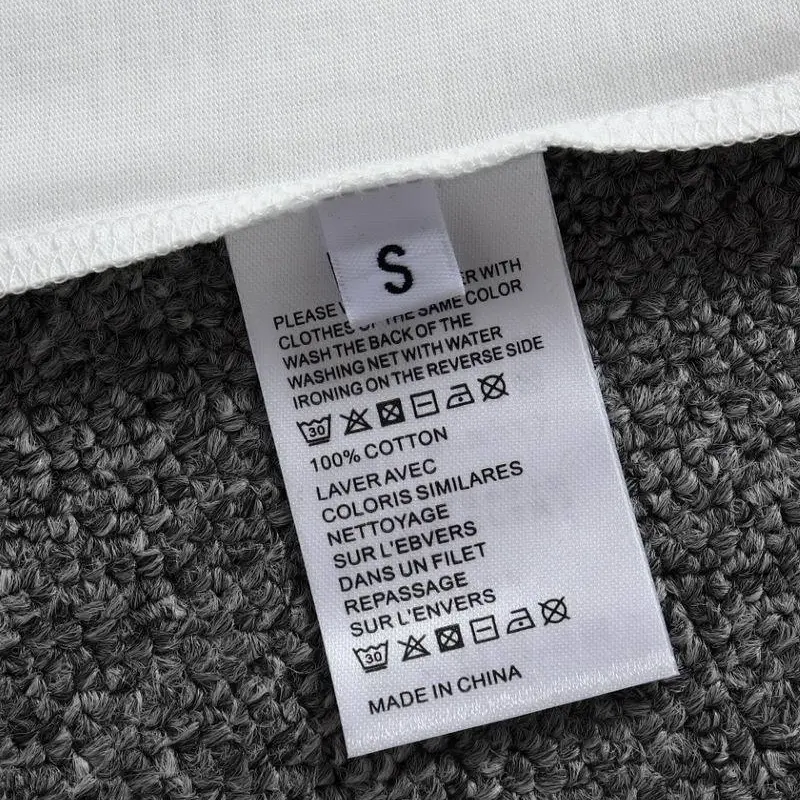 S
PLEASE ER WITH
CLOTHES OF THE SAME COLOR
WASH THE BACK OF THE
WASHING NET WITH WATER
IRONING ON THE REVERSE SIDE
30
100% COTTON
LAVER AVEC
COLORIS SIMILARES
NETTOYAGE
SUR L'EBVERS
DANS UN FILET
REPASSAGE
SUR L'ENVERS
30
MADE IN CHINA